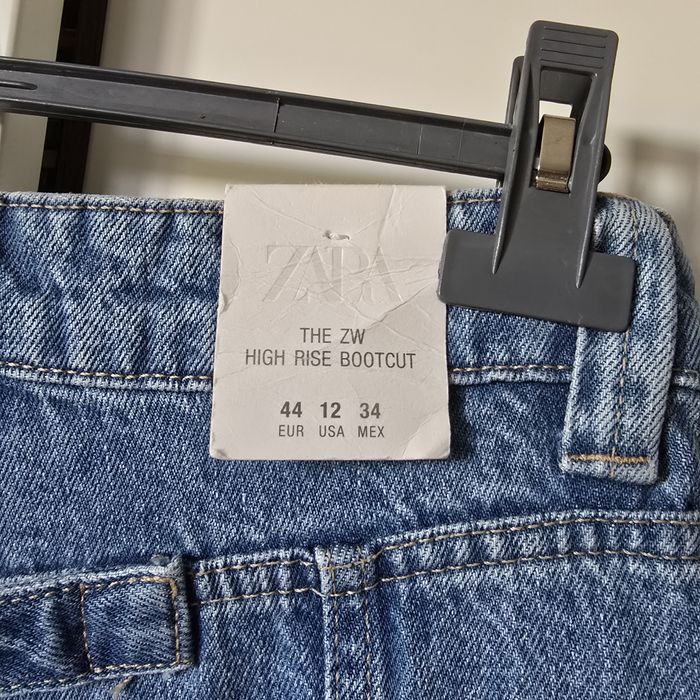 ZARA
THE ZW
HIGH RISE BOOTCUT
44 12 34
EUR USA MEX